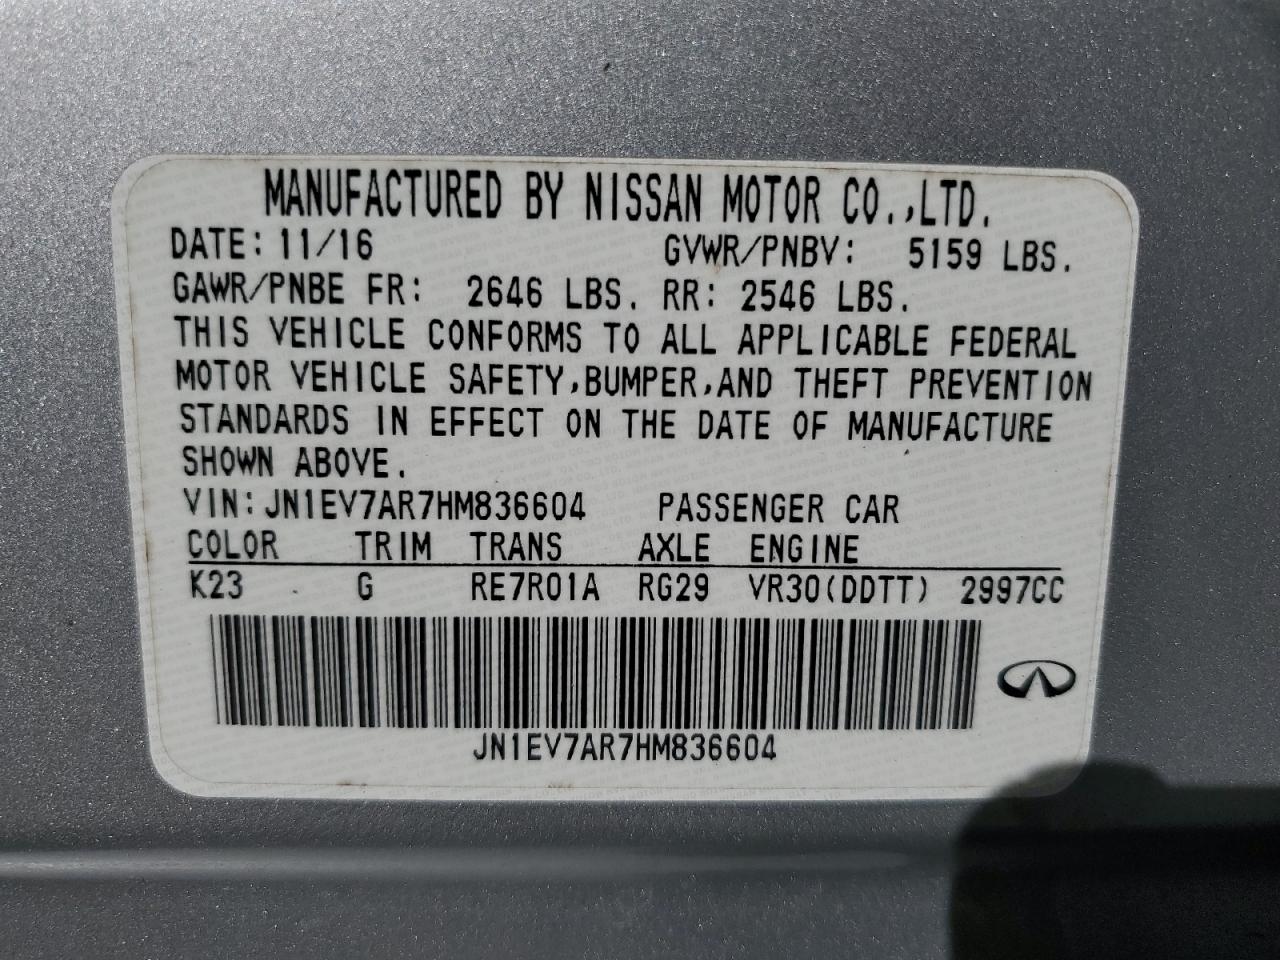 MANUFACTURED BY NISSAN MOTOR CO.,LTD.
DATE: 11/16 GVWR/PNBV: 5159 LBS.
GAWR/PNBE FR: 2646 LBS. RR: 2546 LBS.
THIS VEHICLE CONFORMS TO ALL APPLICABLE FEDERAL
MOTOR VEHICLE SAFETY,BUMPER,AND THEFT PREVENTION
STANDARDS IN EFFECT ON THE DATE OF MANUFACTURE
SHOWN ABOVE.
VIN:JN1EV7AR7HM836604 PASSENGER CAR
COLOR TRIM TRANS AXLE ENGINE
K23 G RE7R01A RG29 VR30(DDTT) 2997CC
JN1EV7AR7HM836604